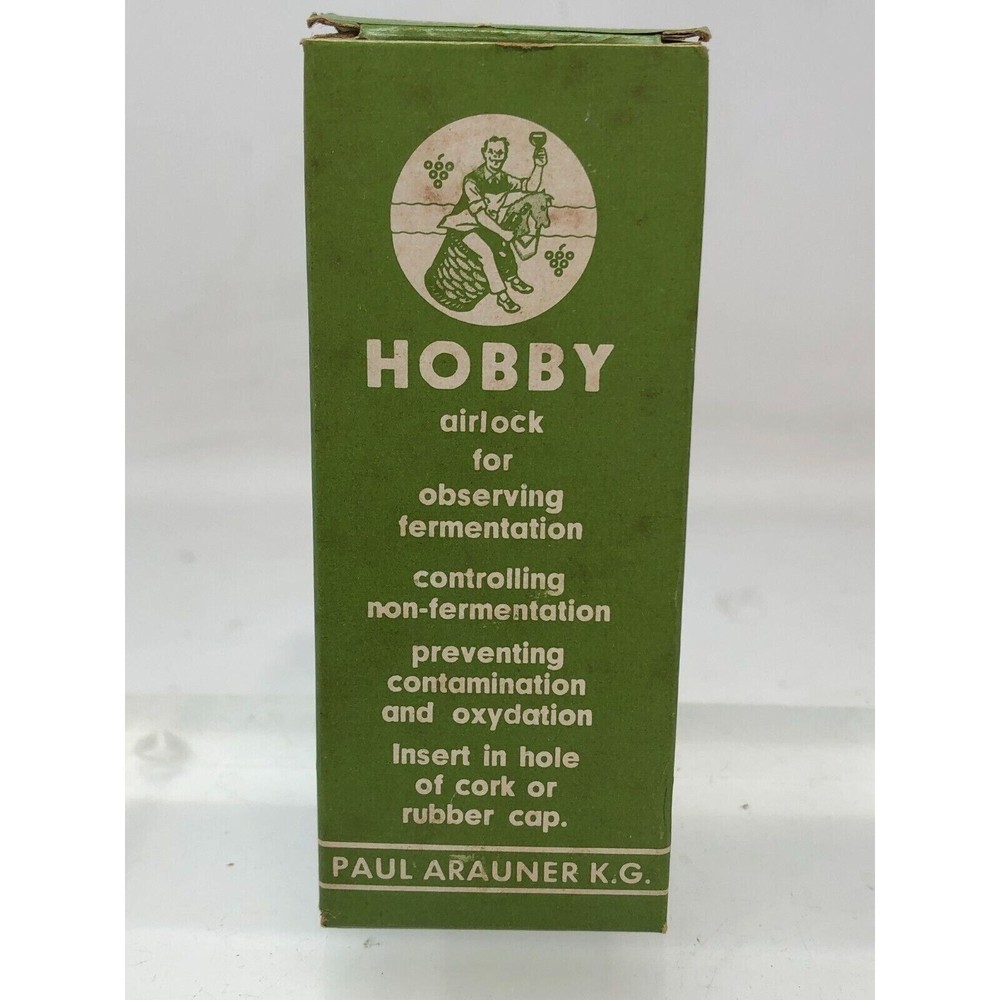 HOBBY
airlock
for
observing
fermentation
controlling
non-fermentation
preventing
contamination
and oxydation
Insert in hole
of cork or
rubber cap.
PAUL ARAUNER K.G.